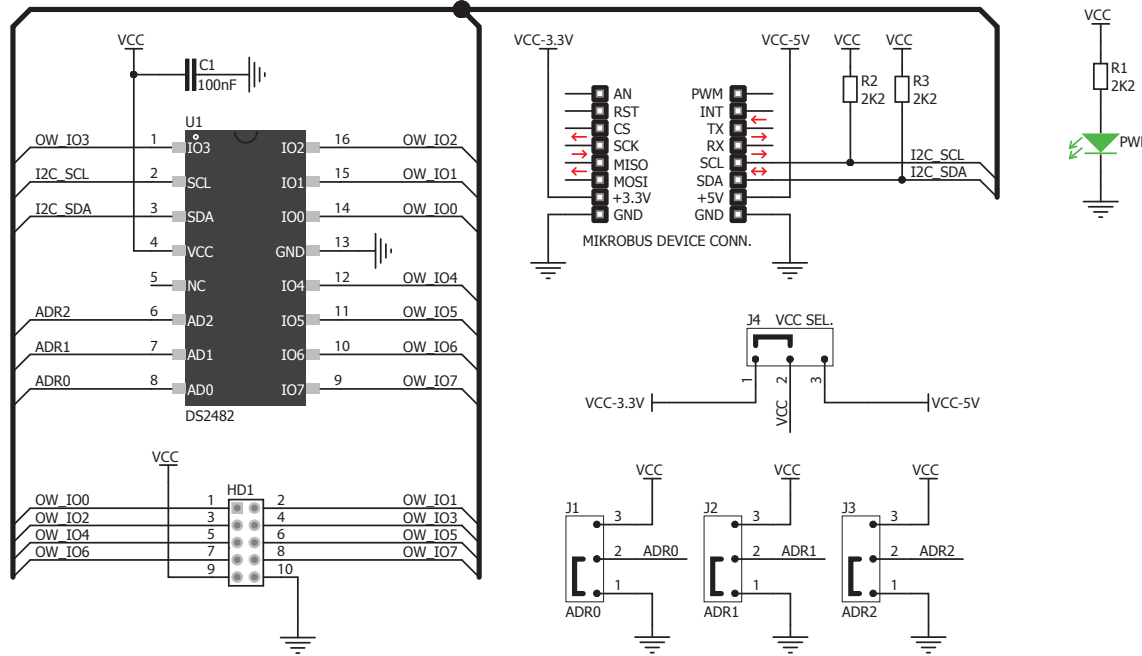 VCC
C1
100nF
U1
OW_IO3 1 IO3 IO2 16 OW_IO2
I2C_SCL 2 SCL IO1 15 OW_IO1
I2C_SDA 3 SDA IO0 14 OW_IO0
4 VCC GND 13
5 NC IO4 12 OW_IO4
ADR2 6 AD2 IO5 11 OW_IO5
ADR1 7 AD1 IO6 10 OW_IO6
ADR0 8 AD0 IO7 9 OW_IO7
DS2482
VCC
HD1
OW_IO0 1 2 OW_IO1
OW_IO2 3 4 OW_IO3
OW_IO4 5 6 OW_IO5
OW_IO6 7 8 OW_IO7
9 10
VCC-3.3V VCC-5V VCC VCC
R2 R3
2K2 2K2
AN PWM
RST INT
CS TX
SCK RX
MISO SCL I2C_SCL
MOSI SDA I2C_SDA
+3.3V +5V
GND GND
MIKROBUS DEVICE CONN.
VCC
R1
2K2
J4 VCC SEL.
1 2 3
VCC-3.3V VCC VCC-5V
VCC VCC VCC
J1 J2 J3
3 3 3
2 ADR0 2 ADR1 2 ADR2
1 1 1
ADR0 ADR1 ADR2